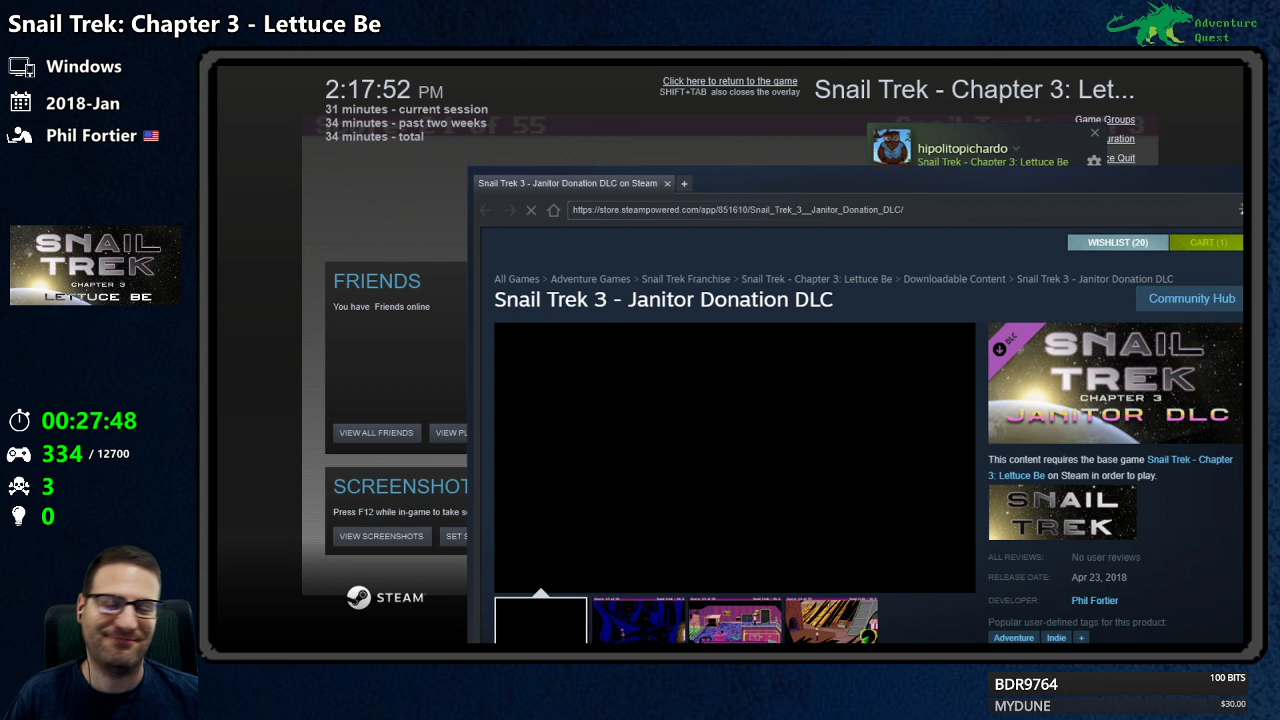 Snail Trek: Chapter 3 - Lettuce Be
Adventure
Quest
Windows
2018-Jan
Phil Fortier
SNAIL
TREK
CHAPTER 3
LETTUCE BE
00:27:48
334 / 12700
3
0
2:17:52 PM
31 minutes - current session
34 minutes - past two weeks
34 minutes - total
Click here to return to the game
SHIFT+TAB also closes the overlay
Snail Trek - Chapter 3: Let...
Game Groups
hipolitopichardo
Snail Trek - Chapter 3: Lettuce Be
Quit
FRIENDS
You have Friends online
VIEW ALL FRIENDS
SCREENSHOT
Press F12 while in-game to take
VIEW SCREENSHOTS
STEAM
Snail Trek 3 - Janitor Donation DLC on Steam
https://store.steampowered.com/app/851610/Snail_Trek_3__Janitor_Donation_DLC/
WISHLIST (20)
CART (1)
All Games > Adventure Games > Snail Trek Franchise > Snail Trek - Chapter 3: Lettuce Be > Downloadable Content > Snail Trek 3 - Janitor Donation DLC
Snail Trek 3 - Janitor Donation DLC
Community Hub
DLC
SNAIL
TREK
CHAPTER 3
JANITOR DLC
This content requires the base game Snail Trek - Chapter
3: Lettuce Be on Steam in order to play.
SNAIL
TREK
ALL REVIEWS: No user reviews
RELEASE DATE: Apr 23, 2018
DEVELOPER: Phil Fortier
Popular user-defined tags for this product:
Adventure Indie +
BDR9764 100 BITS
MYDUNE $30.00